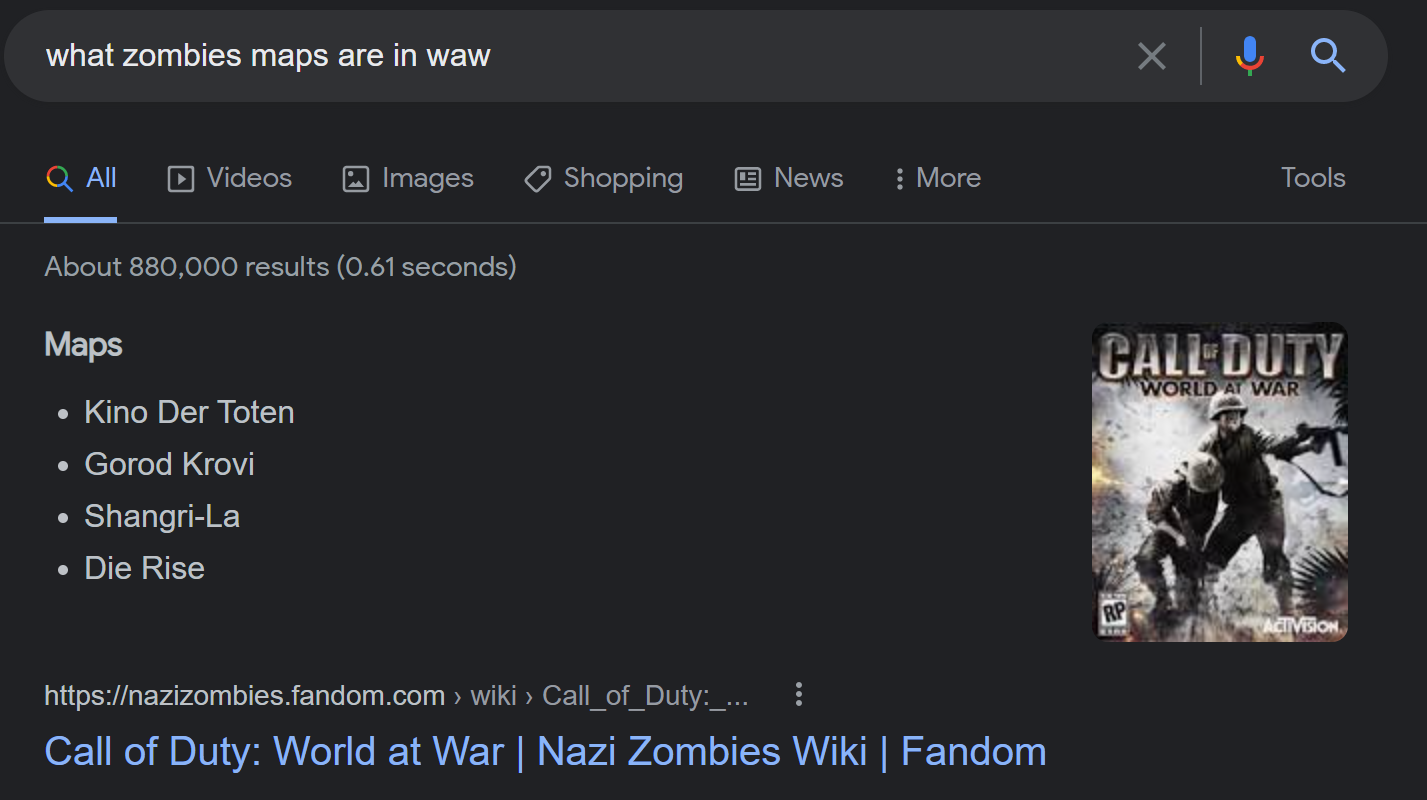 what zombies maps are in waw
All Videos Images Shopping News More Tools
About 880,000 results (0.61 seconds)
Maps
Kino Der Toten
Gorod Krovi
Shangri-La
Die Rise
CALL OF DUTY
WORLD AT WAR
RP
ACTIVISION
https://nazizombies.fandom.com › wiki › Call_of_Duty:_...
Call of Duty: World at War | Nazi Zombies Wiki | Fandom